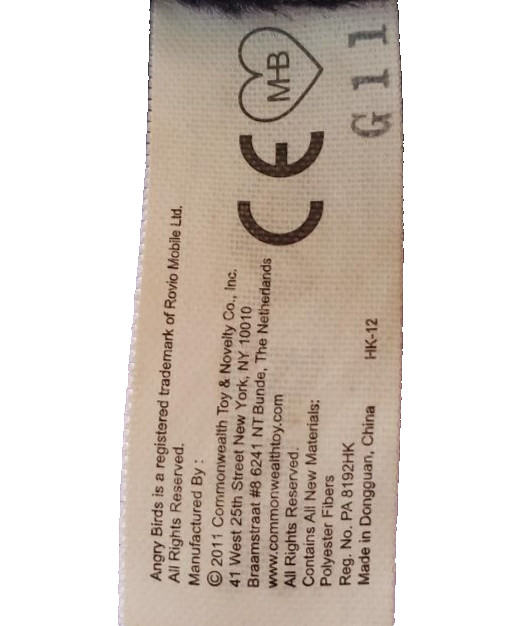 Angry Birds is a registered trademark of Rovio Mobile Ltd.
All Rights Reserved.
Manufactured By :
© 2011 Commonwealth Toy & Novelty Co., Inc.
41 West 25th Street New York, NY 10010
Braamstraat #8 6241 NT Bunde, The Netherlands
www.commonwealthtoy.com
All Rights Reserved.
Contains All New Materials:
Polyester Fibers
Reg. No. PA 8192HK
Made in Dongguan, China HK-12
CE
MHB
G11